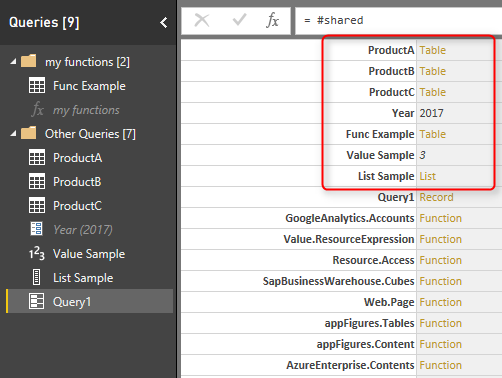 Queries [9]
my functions [2]
Func Example
fx my functions
Other Queries [7]
ProductA
ProductB
ProductC
Year (2017)
1²3 Value Sample
List Sample
Query1
fx = #shared
ProductA Table
ProductB Table
ProductC Table
Year 2017
Func Example Table
Value Sample 3
List Sample List
Query1 Record
GoogleAnalytics.Accounts Function
Value.ResourceExpression Function
Resource.Access Function
SapBusinessWarehouse.Cubes Function
Web.Page Function
appFigures.Tables Function
appFigures.Content Function
AzureEnterprise.Contents Function